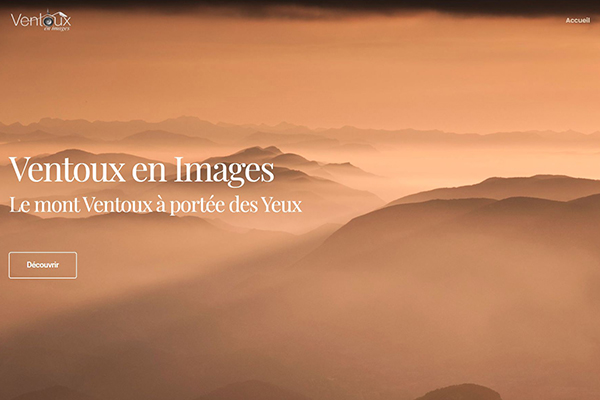 Ventoux
en images
Accueil
Ventoux en Images
Le mont Ventoux à portée des Yeux
Découvrir